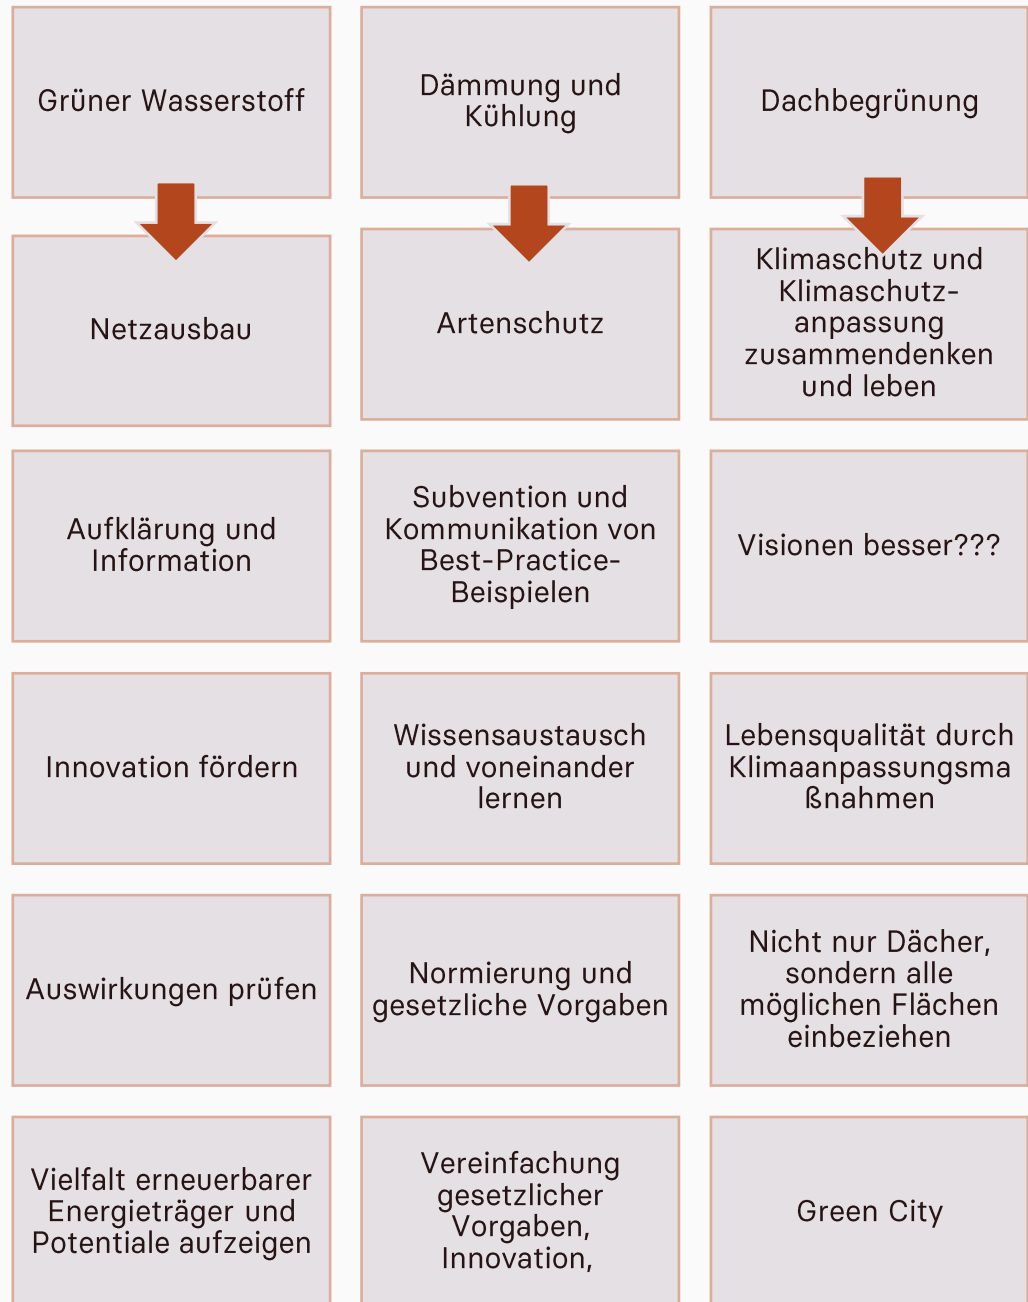 Grüner Wasserstoff
Dämmung und
Kühlung
Dachbegrünung
Netzausbau
Artenschutz
Klimaschutz und
Klimaschutz-
anpassung
zusammendenken
und leben
Aufklärung und
Information
Subvention und
Kommunikation von
Best-Practice-
Beispielen
Visionen besser???
Innovation fördern
Wissensaustausch
und voneinander
lernen
Lebensqualität durch
Klimaanpassungsma
ßnahmen
Auswirkungen prüfen
Normierung und
gesetzliche Vorgaben
Nicht nur Dächer,
sondern alle
möglichen Flächen
einbeziehen
Vielfalt erneuerbarer
Energieträger und
Potentiale aufzeigen
Vereinfachung
gesetzlicher
Vorgaben,
Innovation,
Green City